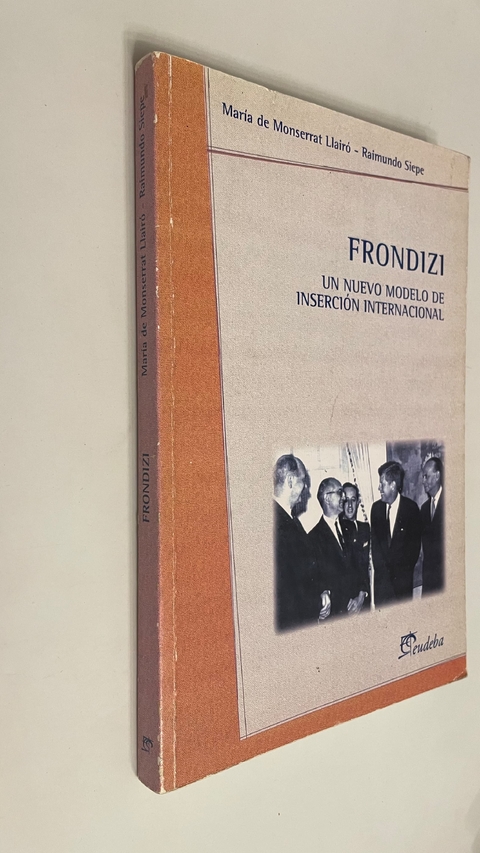 María de Monserrat Llairó - Raimundo Siepe
FRONDIZI
UN NUEVO MODELO DE
INSERCIÓN INTERNACIONAL
eudeba
María de Monserrat Llairó - Raimundo Siepe
FRONDIZI